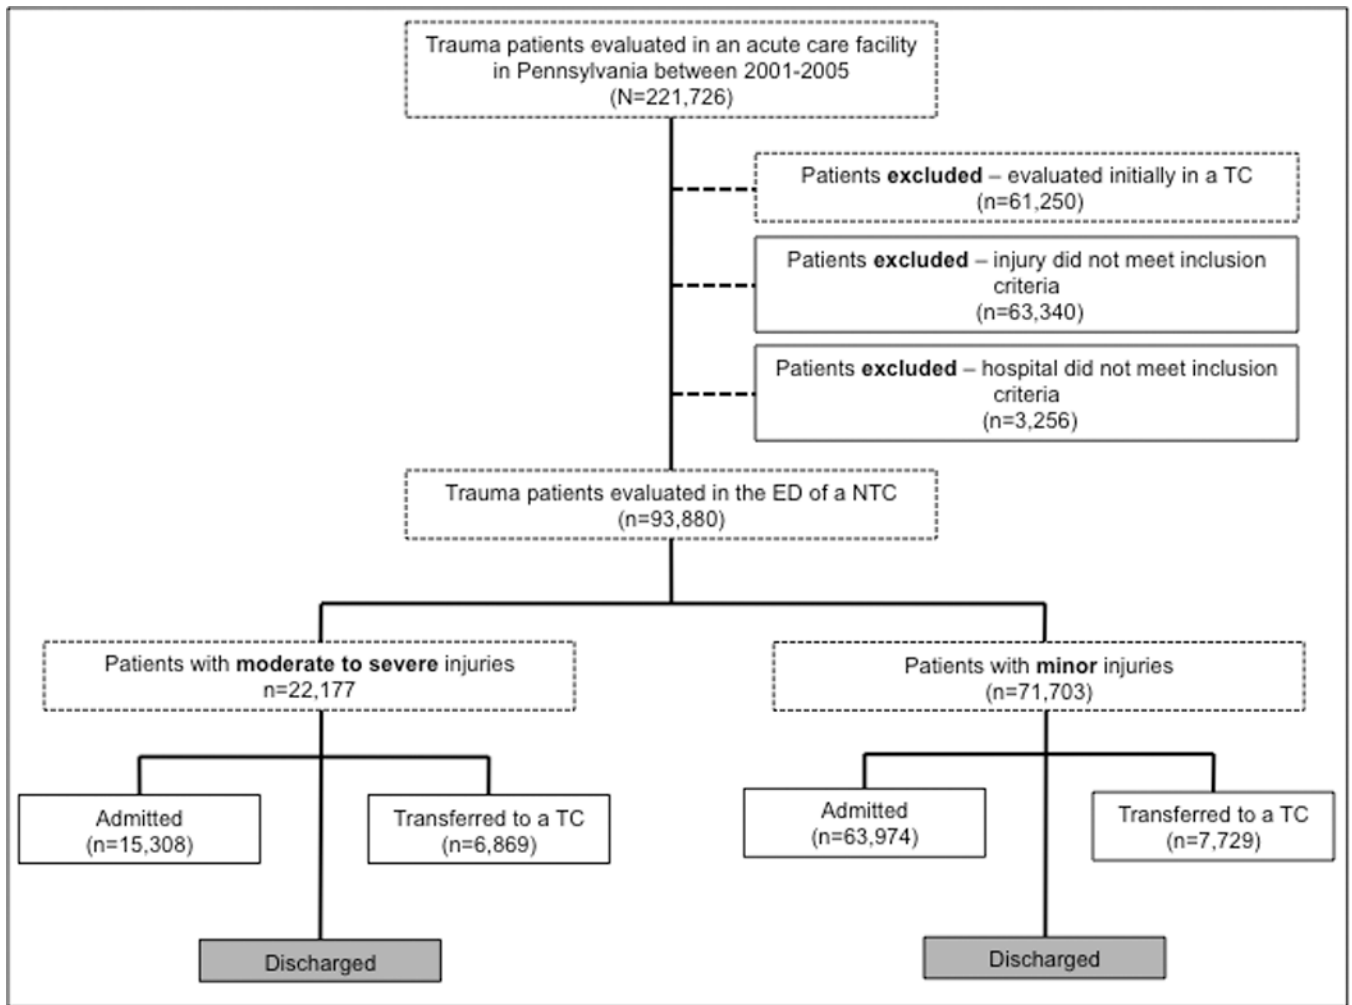 Trauma patients evaluated in an acute care facility
in Pennsylvania between 2001-2005
(N=221,726)
Patients excluded – evaluated initially in a TC
(n=61,250)
Patients excluded – injury did not meet inclusion
criteria
(n=63,340)
Patients excluded – hospital did not meet inclusion
criteria
(n=3,256)
Trauma patients evaluated in the ED of a NTC
(n=93,880)
Patients with moderate to severe injuries
n=22,177
Patients with minor injuries
(n=71,703)
Admitted
(n=15,308)
Transferred to a TC
(n=6,869)
Admitted
(n=63,974)
Transferred to a TC
(n=7,729)
Discharged
Discharged